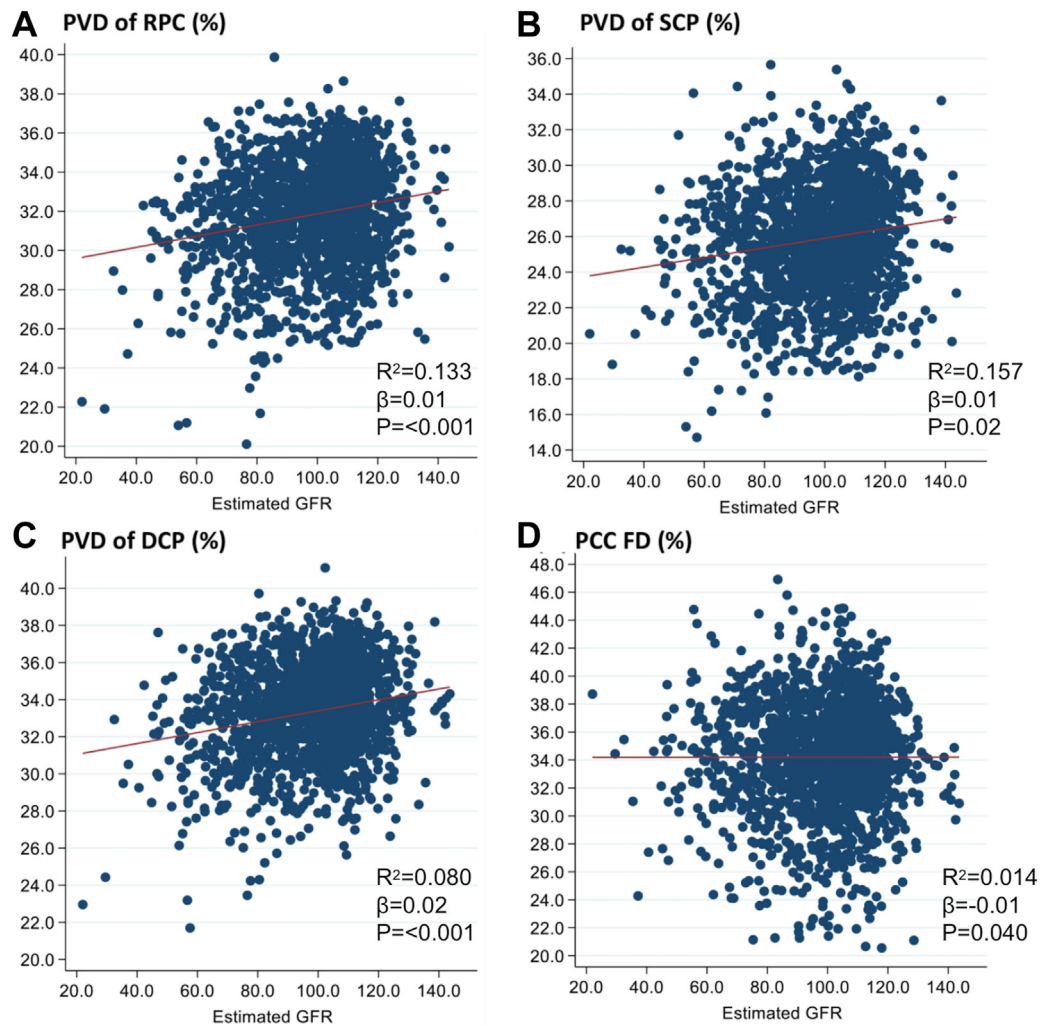 A PVD of RPC (%)
40.0
38.0
36.0
34.0
32.0
30.0
28.0
26.0
24.0
22.0
20.0
R²=0.133
β=0.01
P=<0.001
20.0 40.0 60.0 80.0 100.0 120.0 140.0
Estimated GFR
B PVD of SCP (%)
36.0
34.0
32.0
30.0
28.0
26.0
24.0
22.0
20.0
18.0
16.0
14.0
R²=0.157
β=0.01
P=0.02
20.0 40.0 60.0 80.0 100.0 120.0 140.0
Estimated GFR
C PVD of DCP (%)
40.0
38.0
36.0
34.0
32.0
30.0
28.0
26.0
24.0
22.0
20.0
R²=0.080
β=0.02
P=<0.001
20.0 40.0 60.0 80.0 100.0 120.0 140.0
Estimated GFR
D PCC FD (%)
48.0
46.0
44.0
42.0
40.0
38.0
36.0
34.0
32.0
30.0
28.0
26.0
24.0
22.0
20.0
R²=0.014
β=-0.01
P=0.040
20.0 40.0 60.0 80.0 100.0 120.0 140.0
Estimated GFR